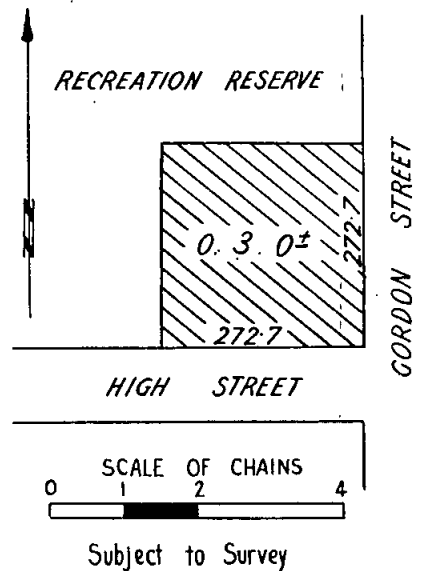 RECREATION RESERVE
N
0. 3. 0±
272·7
272·7
GORDON STREET
HIGH STREET
SCALE OF CHAINS
0 1 2 4
Subject to Survey